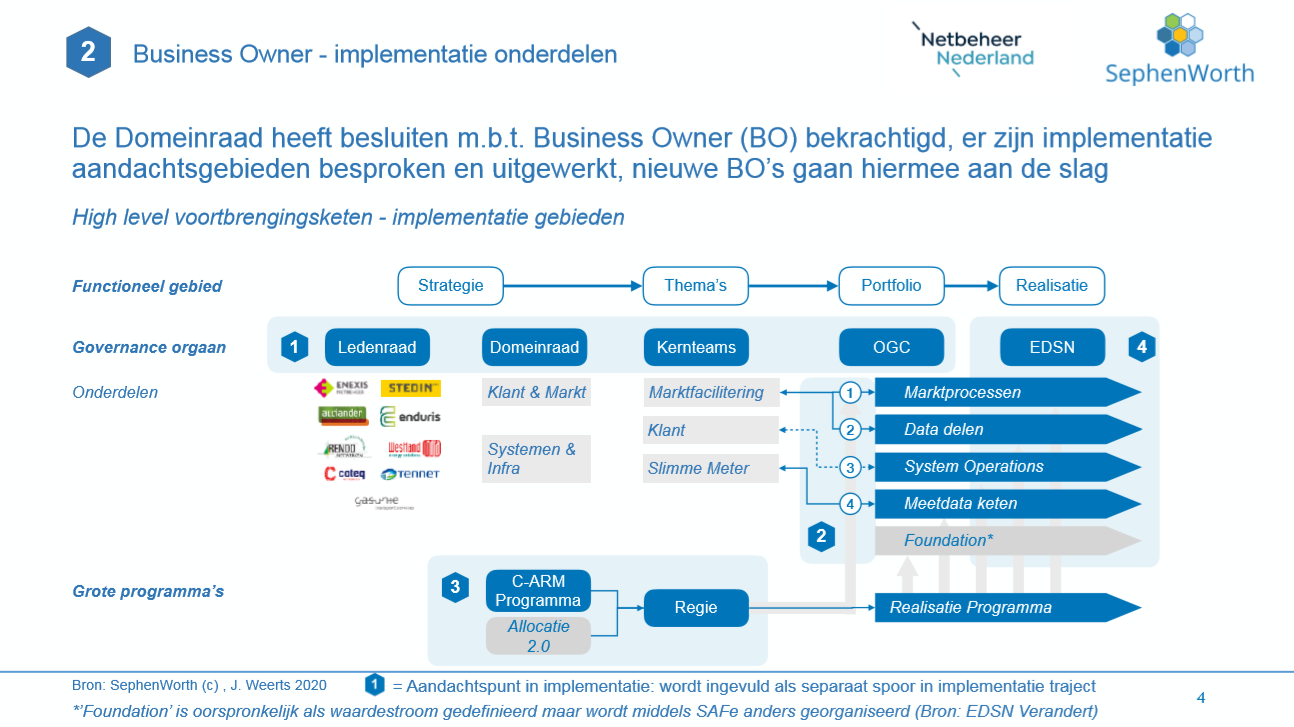 2
Business Owner - implementatie onderdelen
Netbeheer
Nederland
SephenWorth
De Domeinraad heeft besluiten m.b.t. Business Owner (BO) bekrachtigd, er zijn implementatie
aandachtsgebieden besproken en uitgewerkt, nieuwe BO's gaan hiermee aan de slag
High level voortbrengingsketen - implementatie gebieden
Functioneel gebied
Strategie
Thema's
Portfolio
Realisatie
Governance orgaan
1
Ledenraad
Domeinraad
Kernteams
OGC
EDSN
4
Onderdelen
ENEXIS
STEDIN
alliander
enduris
RENDO
Westland
coteq
TENNET
gasunie
Klant & Markt
Systemen &
Infra
Marktfacilitering
Klant
Slimme Meter
1
Marktprocessen
2
Data delen
3
System Operations
4
Meetdata keten
2
Foundation*
Grote programma's
3
C-ARM
Programma
Allocatie
2.0
Regie
Realisatie Programma
Bron: SephenWorth (c) , J. Weerts 2020
1
= Aandachtspunt in implementatie: wordt ingevuld als separaat spoor in implementatie traject
4
*'Foundation' is oorspronkelijk als waardestroom gedefinieerd maar wordt middels SAFe anders georganiseerd (Bron: EDSN Verandert)